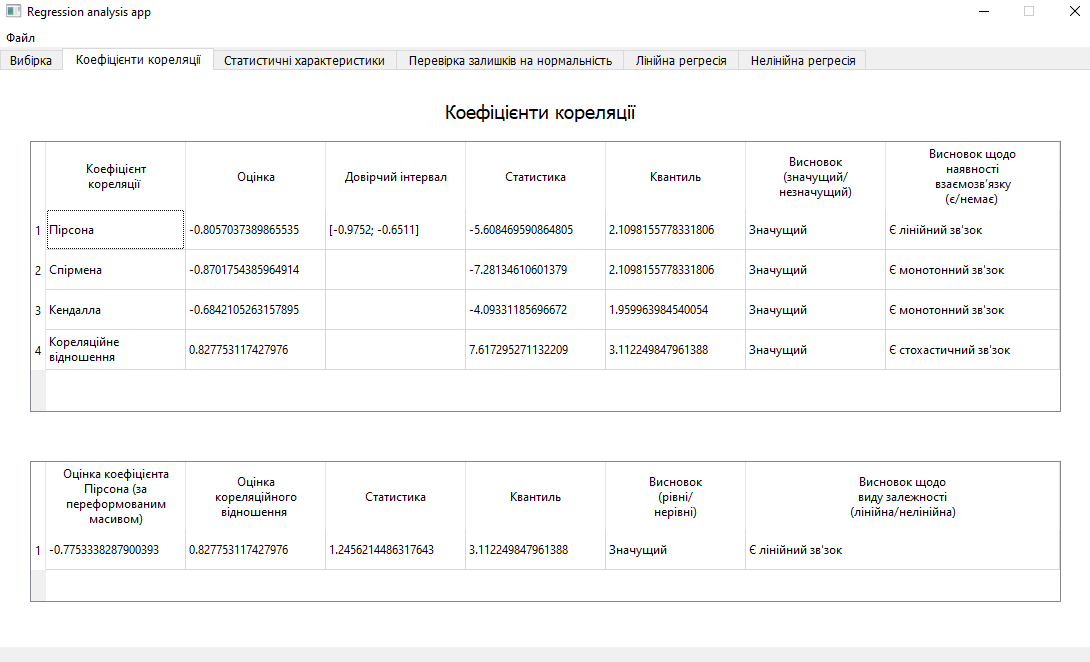 Regression analysis app
Файл
Вибірка
Коефіцієнти кореляції
Статистичні характеристики
Перевірка залишків на нормальність
Лінійна регресія
Нелінійна регресія
Коефіцієнти кореляції
Коефіцієнт
кореляції
Оцінка
Довірчий інтервал
Статистика
Квантиль
Висновок
(значущий/
незначущий)
Висновок щодо
наявності
взаємозв'язку
(є/немає)
1 Пірсона -0.8057037389865535 [-0.9752; -0.6511] -5.608469590864805 2.1098155778331806 Значущий Є лінійний зв'зок
2 Спірмена -0.8701754385964914 -7.28134610601379 2.1098155778331806 Значущий Є монотонний зв'зок
3 Кендалла -0.6842105263157895 -4.09331185696672 1.959963984540054 Значущий Є монотонний зв'зок
4 Кореляційне
відношення
0.827753117427976 7.617295271132209 3.112249847961388 Значущий Є стохастичний зв'зок
Оцінка коефіцієнта
Пірсона (за
переформованим
масивом)
Оцінка
кореляційного
відношення
Статистика
Квантиль
Висновок
(рівні/
нерівні)
Висновок щодо
виду залежності
(лінійна/нелінійна)
1 -0.7753338287900393 0.827753117427976 1.2456214486317643 3.112249847961388 Значущий Є лінійний зв'зок